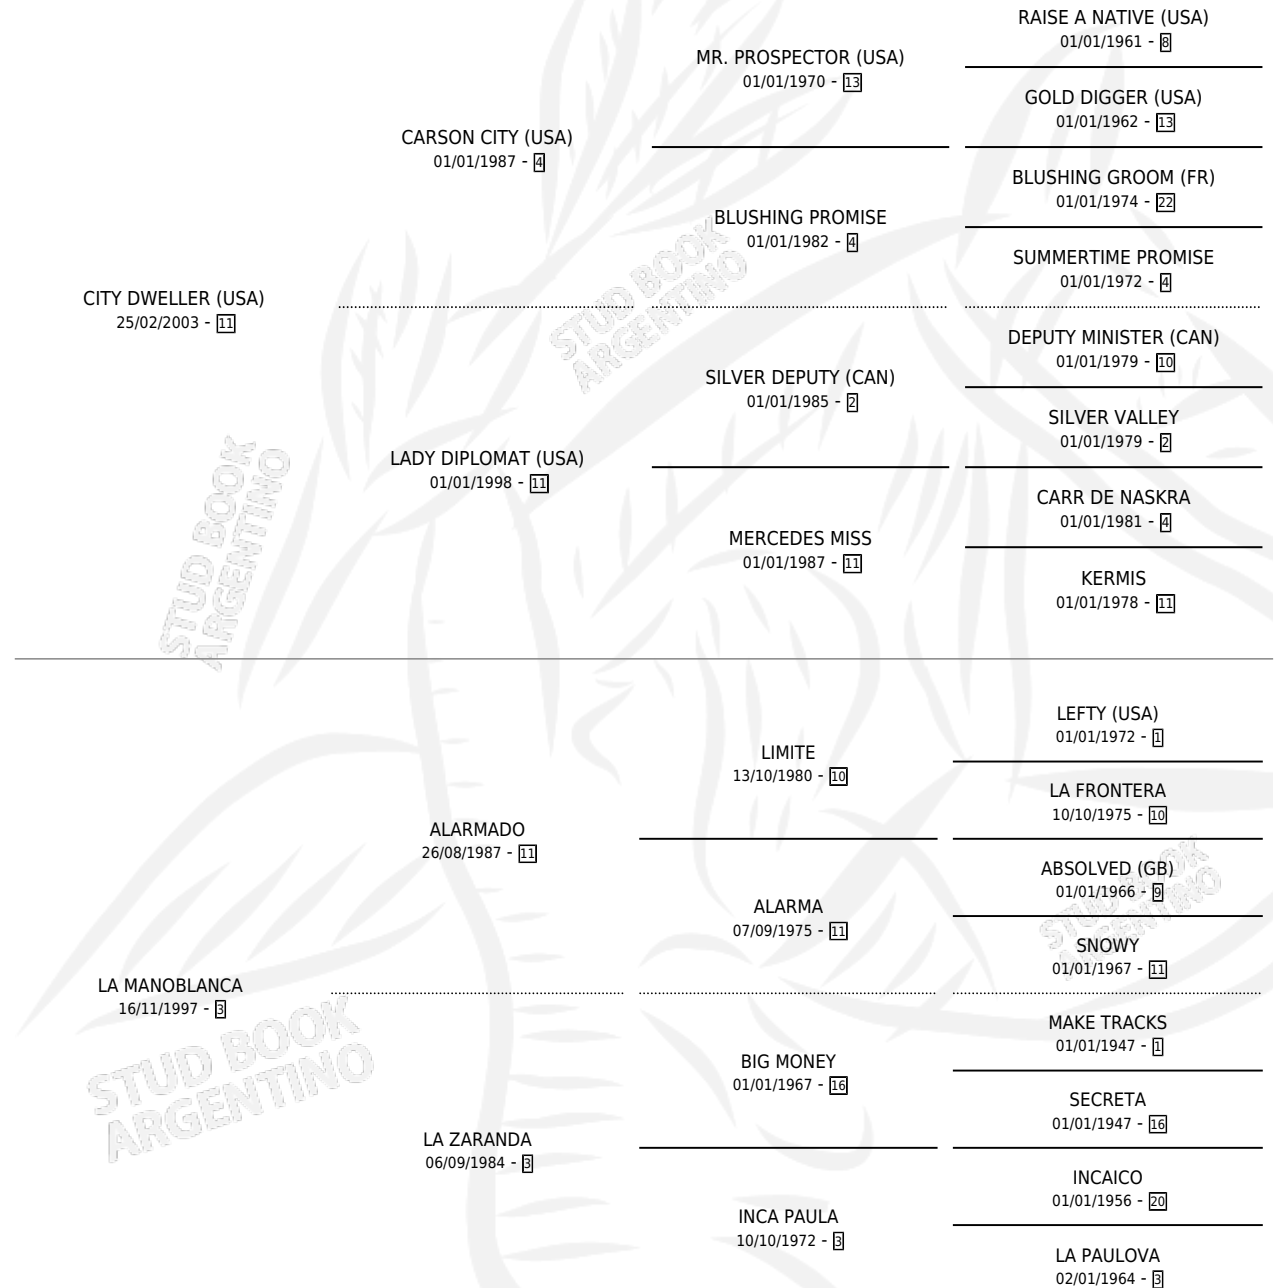 RAISE A NATIVE (USA)
01/01/1961 - 8
MR. PROSPECTOR (USA)
01/01/1970 - 13
GOLD DIGGER (USA)
01/01/1962 - 13
CARSON CITY (USA)
01/01/1987 - 4
BLUSHING GROOM (FR)
01/01/1974 - 22
BLUSHING PROMISE
01/01/1982 - 4
SUMMERTIME PROMISE
01/01/1972 - 4
CITY DWELLER (USA)
25/02/2003 - 11
STUD BOOK
ARGENTINO
DEPUTY MINISTER (CAN)
01/01/1979 - 10
SILVER DEPUTY (CAN)
01/01/1985 - 2
SILVER VALLEY
01/01/1979 - 2
LADY DIPLOMAT (USA)
01/01/1998 - 11
CARR DE NASKRA
01/01/1981 - 4
MERCEDES MISS
01/01/1987 - 11
KERMIS
01/01/1978 - 11
STUD BOOK
ARGENTINO
LEFTY (USA)
01/01/1972 - 1
LIMITE
13/10/1980 - 10
LA FRONTERA
10/10/1975 - 10
ALARMADO
26/08/1987 - 11
ABSOLVED (GB)
01/01/1966 - 9
ALARMA
07/09/1975 - 11
SNOWY
01/01/1967 - 11
STUD BOOK
ARGENTINO
LA MANOBLANCA
16/11/1997 - 3
MAKE TRACKS
01/01/1947 - 1
BIG MONEY
01/01/1967 - 16
SECRETA
01/01/1947 - 16
STUD BOOK
ARGENTINO
LA ZARANDA
06/09/1984 - 3
INCAICO
01/01/1956 - 20
INCA PAULA
10/10/1972 - 3
LA PAULOVA
02/01/1964 - 3